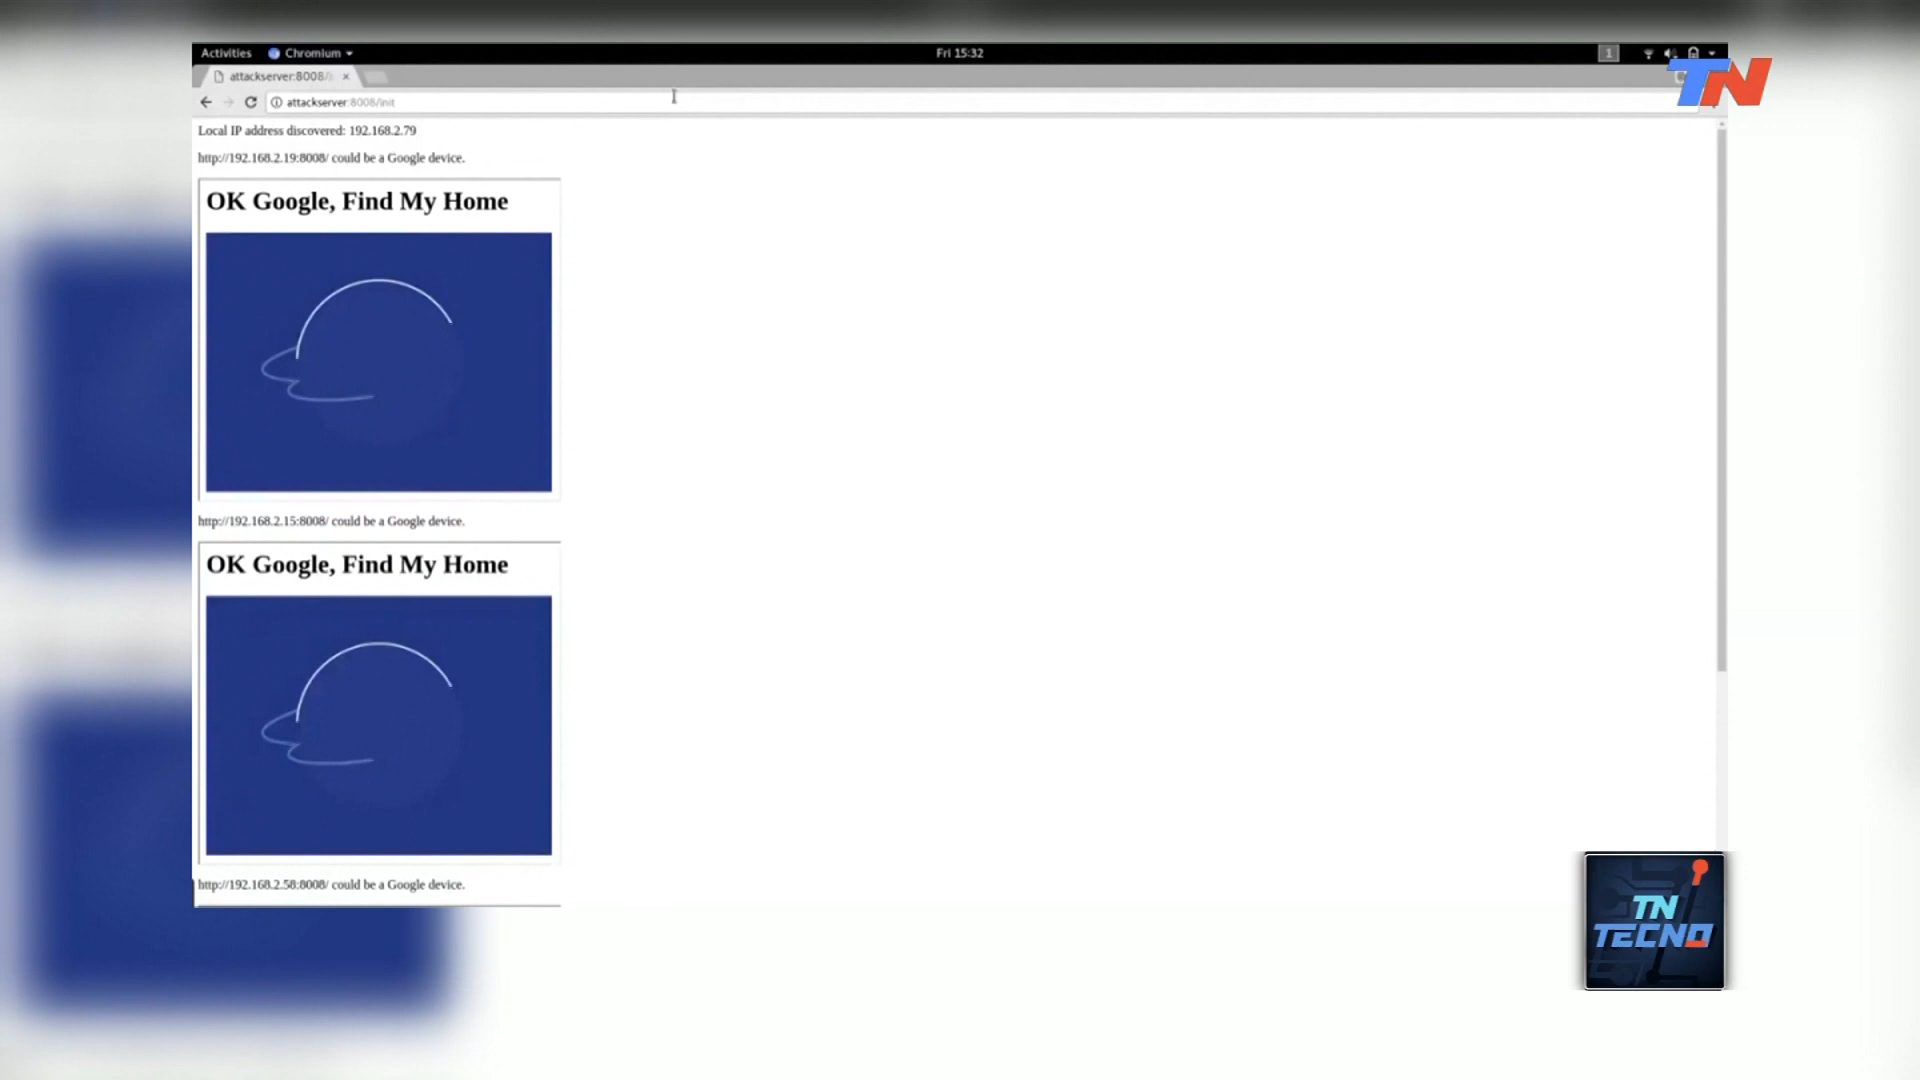 Activities Chromium Fri 15:32 1
attackserver:8008/i
attackserver:8008/init
TN
Local IP address discovered: 192.168.2.79
http://192.168.2.19:8008/ could be a Google device.
OK Google, Find My Home
http://192.168.2.15:8008/ could be a Google device.
OK Google, Find My Home
http://192.168.2.58:8008/ could be a Google device.
TN
TECNO